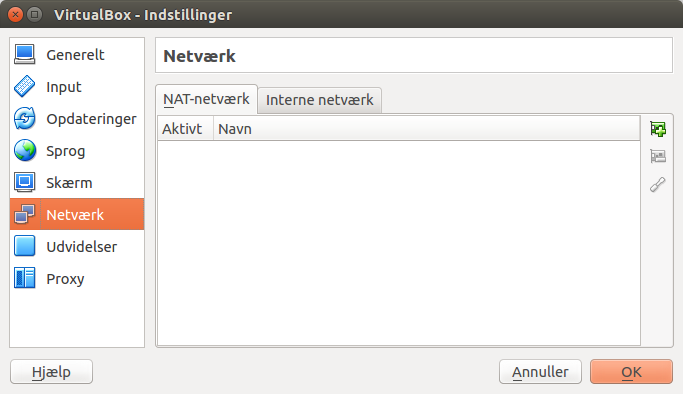 VirtualBox - Indstillinger
Generelt
Input
Opdateringer
Sprog
Skærm
Netværk
Udvidelser
Proxy
Netværk
NAT-netværk
Interne netværk
Aktivt
Navn
Hjælp
Annuller
OK